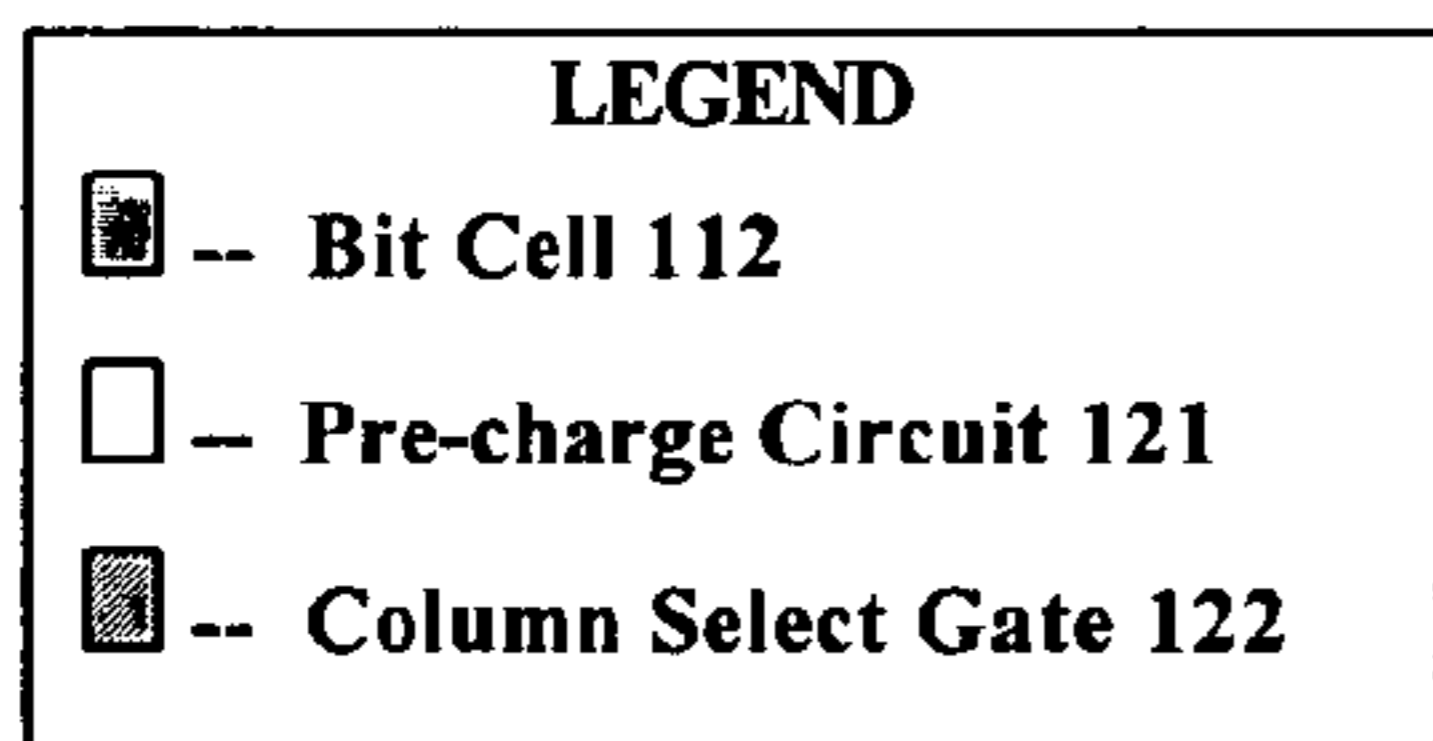 LEGEND
-- Bit Cell 112
-- Pre-charge Circuit 121
-- Column Select Gate 122